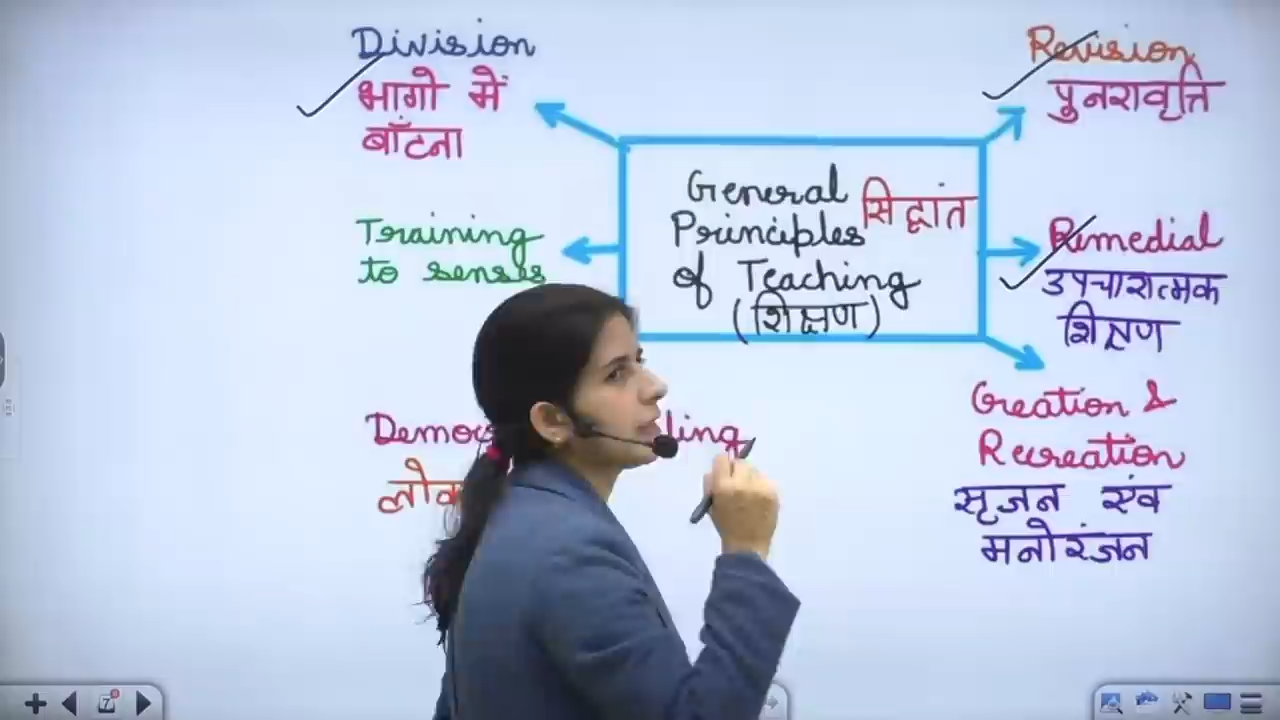 Division
भागो में
बाँटना
Training
to senses
General
Principles सिद्धांत
of Teaching
(शिक्षण)
Revision
पुनरावृत्ति
Remedial
उपचारात्मक
शिक्षण
Creation &
Recreation
सृजन एंव
मनोरंजन
7